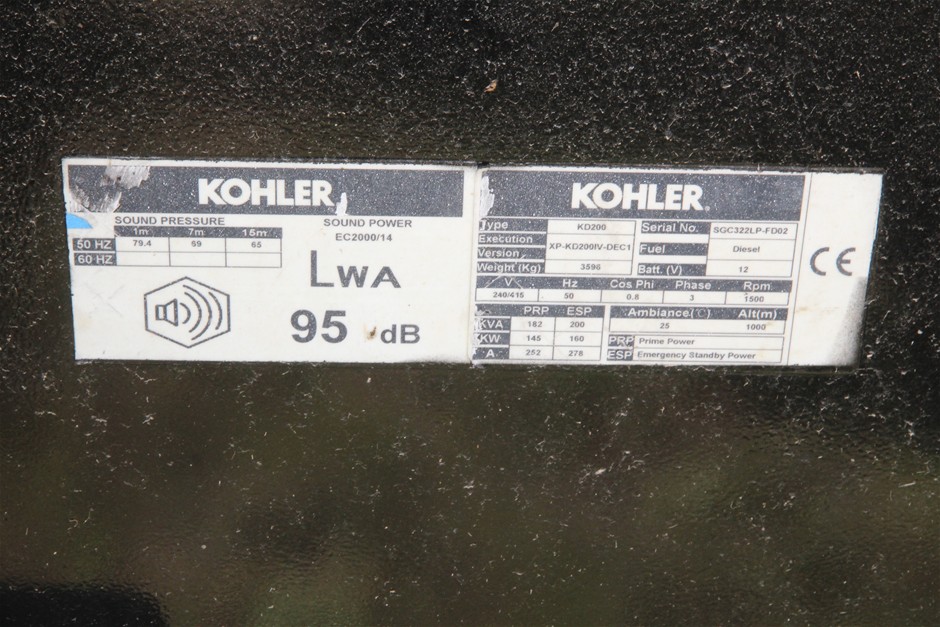 KOHLER
SOUND PRESSURE
1m 7m 15m
50 HZ 79.4 69 65
60 HZ
SOUND POWER
EC2000/14
LWA
95 dB
KOHLER
Type KD200 Serial No. SGC322LP-FD02
Execution
Version XP-KD200IV-DEC1 Fuel Diesel
Weight (Kg) 3596 Batt. (V) 12
V Hz Cos Phi Phase Rpm
240/415 50 0.8 3 1500
PRP ESP Ambiance(℃) Alt(m)
KVA 182 200 25 1000
KW 145 160 PRP Prime Power
A 252 278 ESP Emergency Standby Power
CE